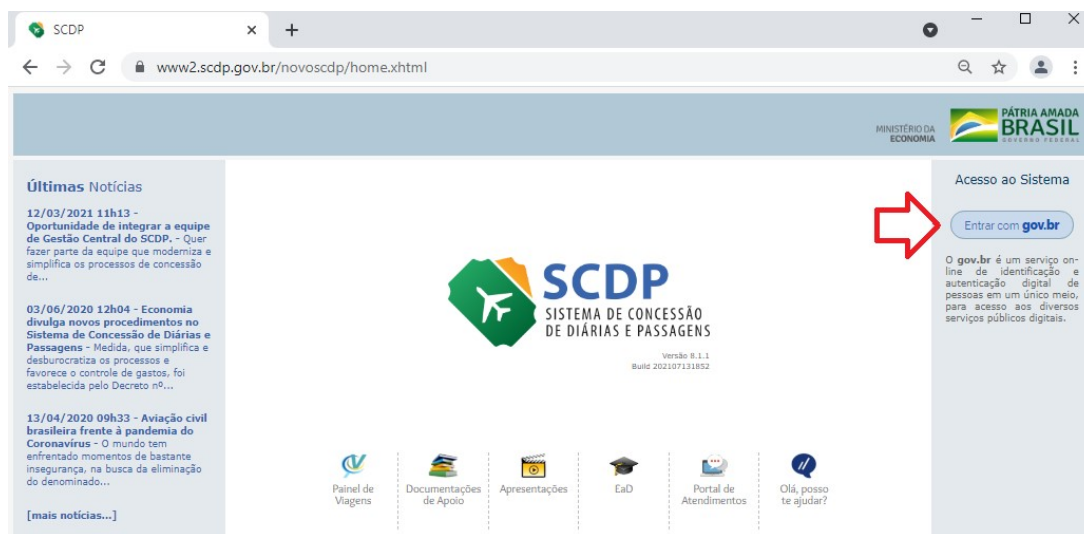 SCDP
www2.scdp.gov.br/novoscdp/home.xhtml
MINISTÉRIO DA
ECONOMIA
PÁTRIA AMADA
BRASIL
GOVERNO FEDERAL
Últimas Notícias
12/03/2021 11h13 -
Oportunidade de integrar a equipe
de Gestão Central do SCDP. - Quer
fazer parte da equipe que moderniza e
simplifica os processos de concessão
de...
03/06/2020 12h04 - Economia
divulga novos procedimentos no
Sistema de Concessão de Diárias e
Passagens - Medida, que simplifica e
desburocratiza os processos e
favorece o controle de gastos, foi
estabelecida pelo Decreto nº...
13/04/2020 09h33 - Aviação civil
brasileira frente à pandemia do
Coronavírus - O mundo tem
enfrentado momentos de bastante
insegurança, na busca da eliminação
do denominado...
[mais notícias...]
SCDP
SISTEMA DE CONCESSÃO
DE DIÁRIAS E PASSAGENS
Versão 8.1.1
Build 202107131852
Painel de
Viagens
Documentações
de Apoio
Apresentações
EaD
Portal de
Atendimentos
Olá, posso
te ajudar?
Acesso ao Sistema
Entrar com gov.br
O gov.br é um serviço on-
line de identificação e
autenticação digital de
pessoas em um único meio,
para acesso aos diversos
serviços públicos digitais.